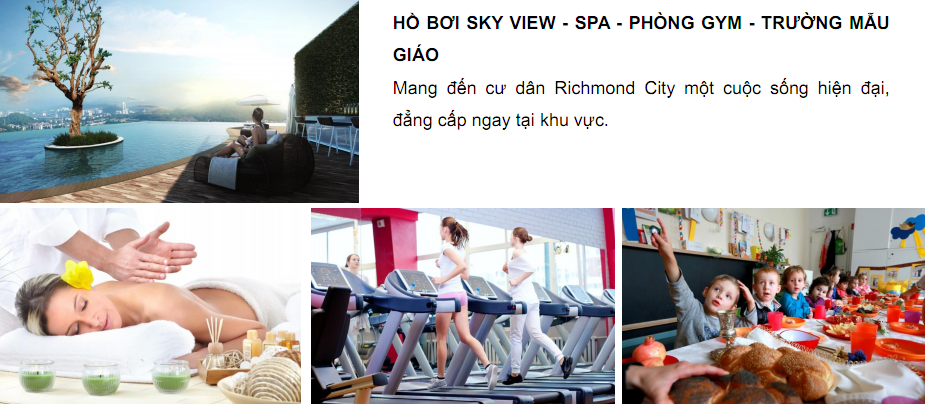 HỒ BƠI SKY VIEW - SPA - PHÒNG GYM - TRƯỜNG MẪU
GIÁO
Mang đến cư dân Richmond City một cuộc sống hiện đại,
đẳng cấp ngay tại khu vực.